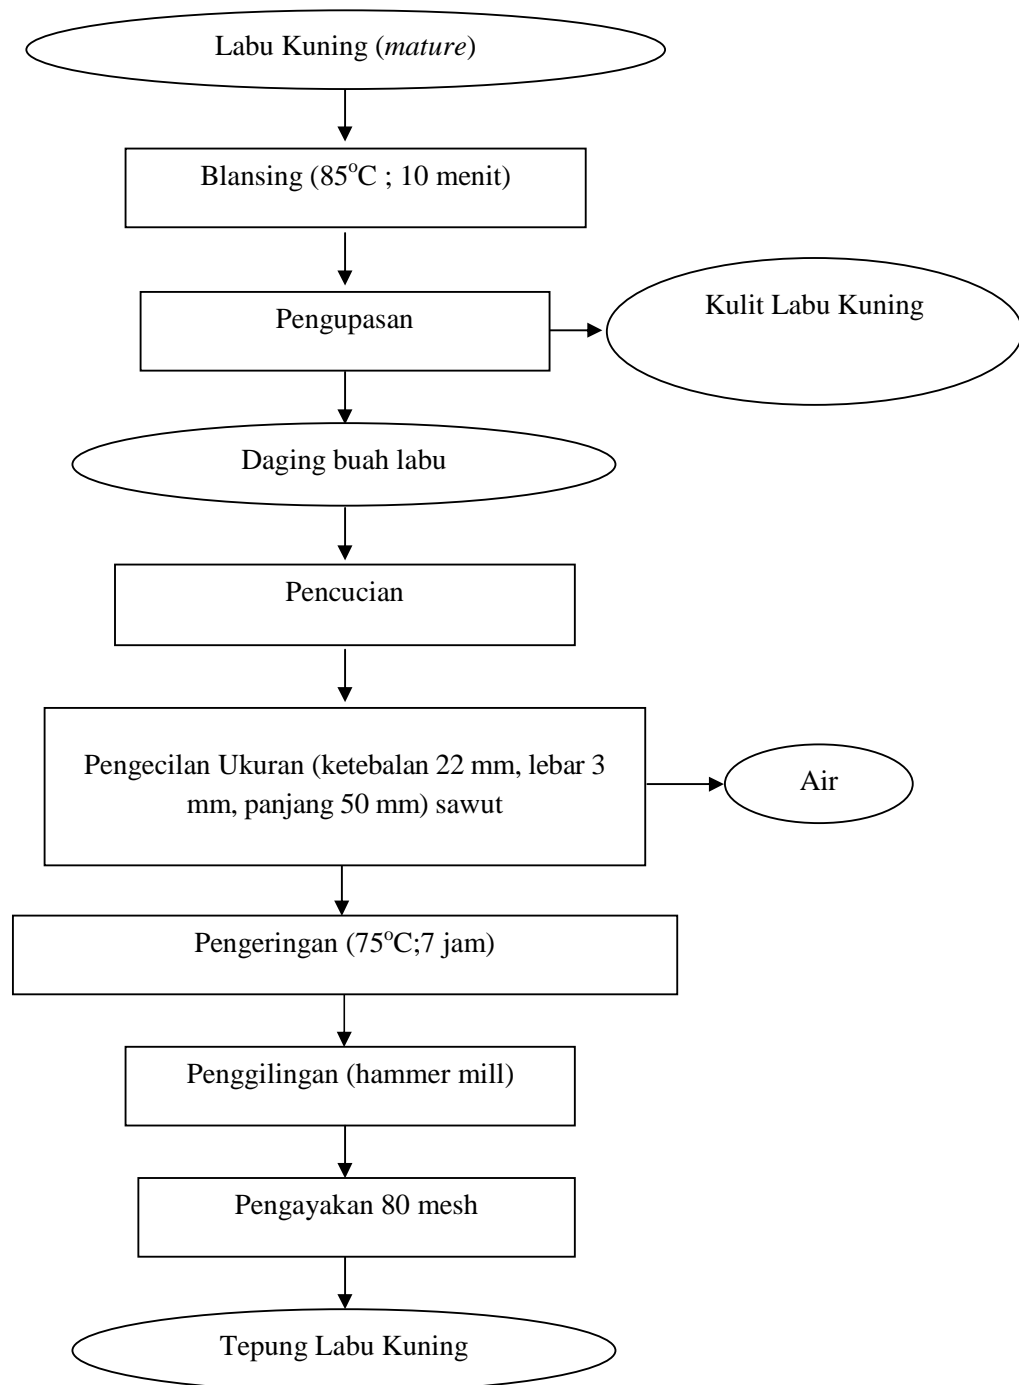 Labu Kuning (mature)
Blansing (85°C ; 10 menit)
Pengupasan
Kulit Labu Kuning
Daging buah labu
Pencucian
Pengecilan Ukuran (ketebalan 22 mm, lebar 3
mm, panjang 50 mm) sawut
Air
Pengeringan (75°C;7 jam)
Penggilingan (hammer mill)
Pengayakan 80 mesh
Tepung Labu Kuning